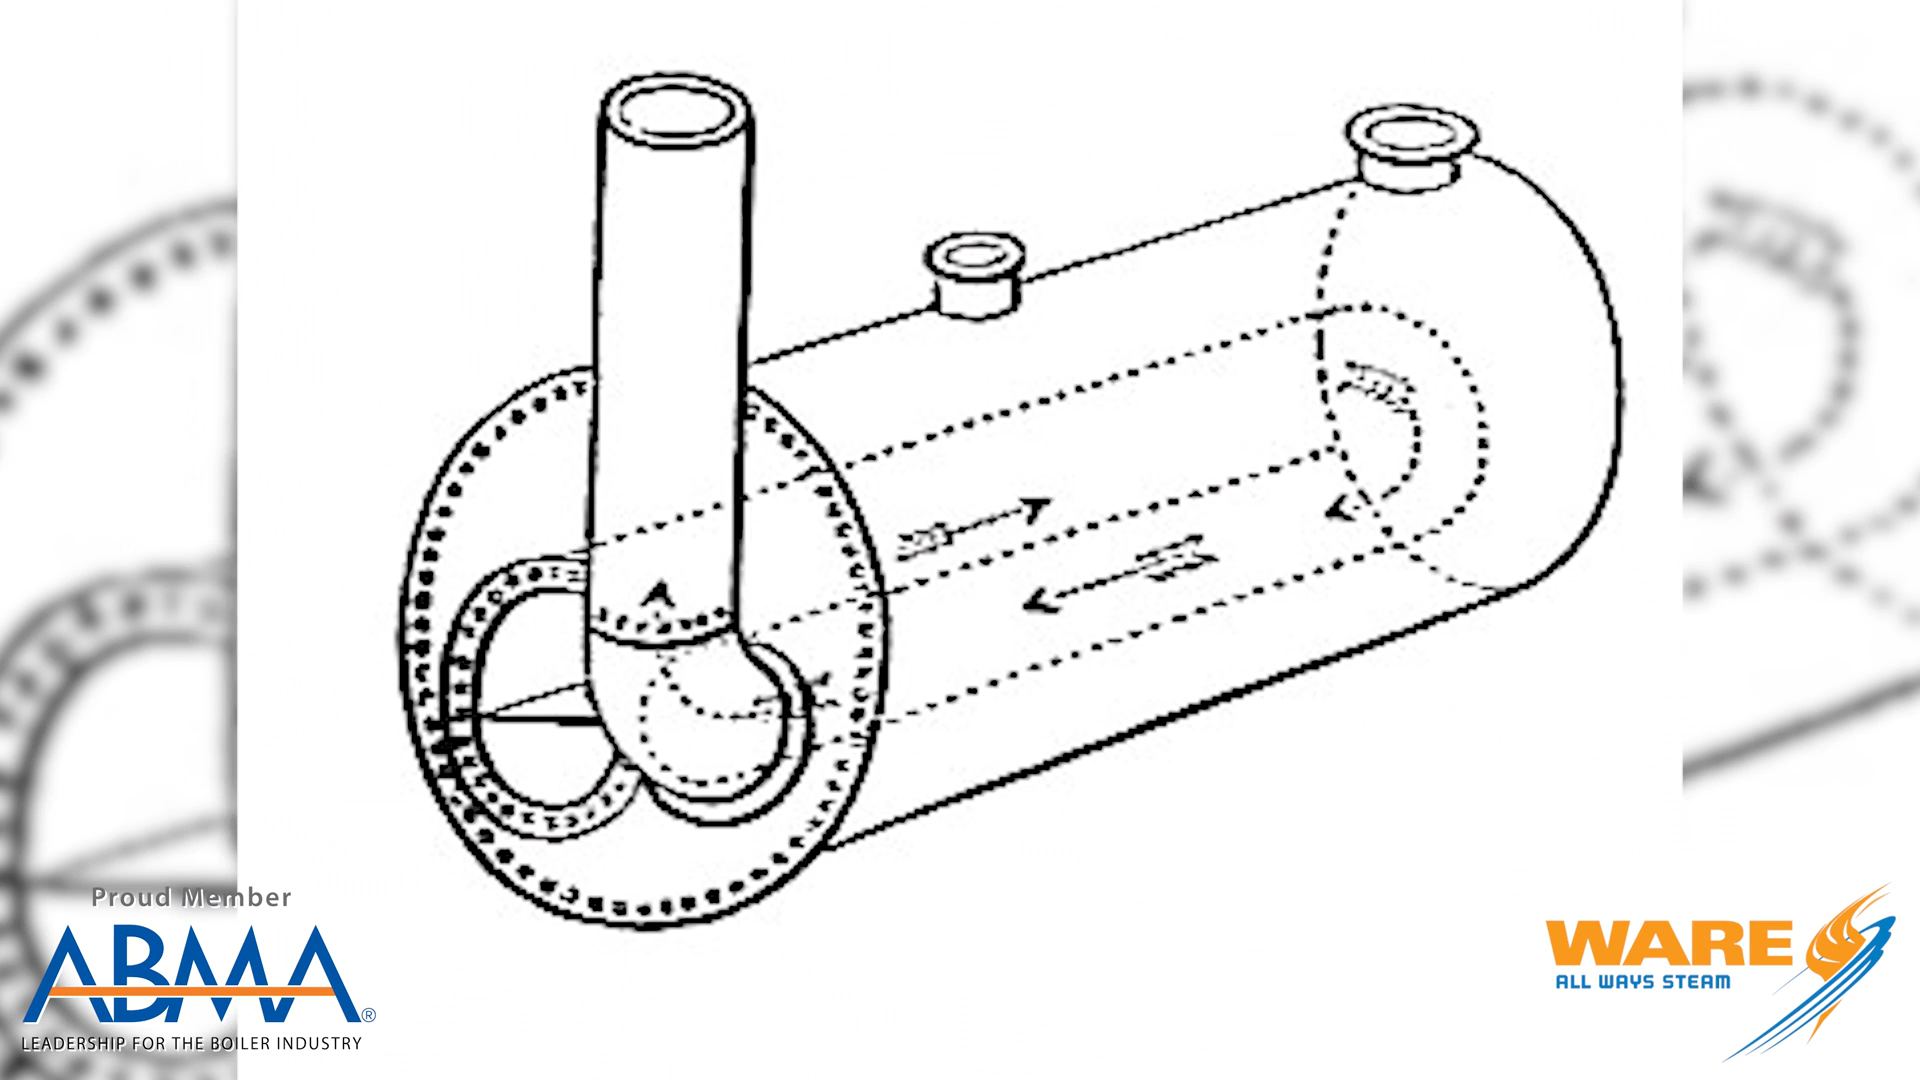 Proud Member
ABMA®
LEADERSHIP FOR THE BOILER INDUSTRY
WARE
ALL WAYS STEAM